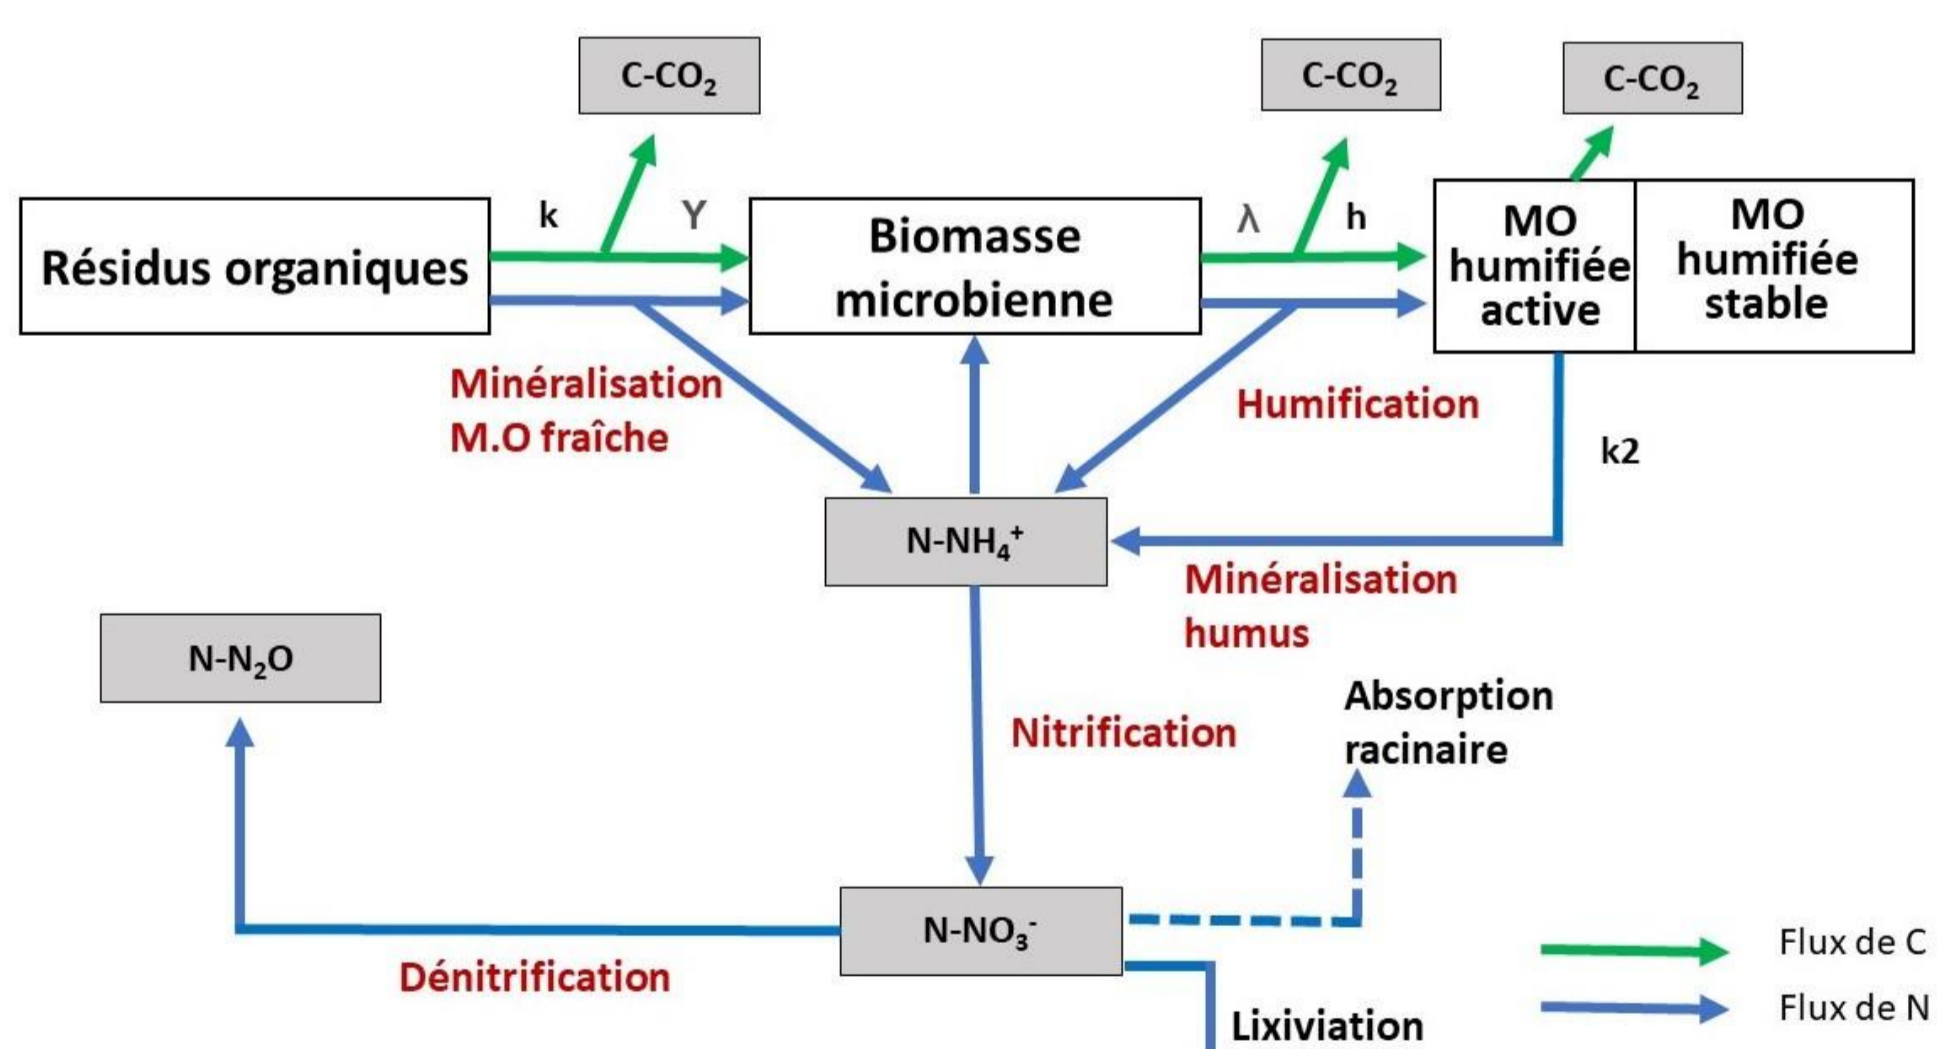 C-CO₂
C-CO₂
C-CO₂
k
Y
λ
h
Résidus organiques
Biomasse
microbienne
MO
humifiée
active
MO
humifiée
stable
Minéralisation
M.O fraîche
Humification
k2
N-NH₄⁺
Minéralisation
humus
N-N₂O
Absorption
racinaire
Nitrification
N-NO₃⁻
Dénitrification
Lixiviation
Flux de C
Flux de N